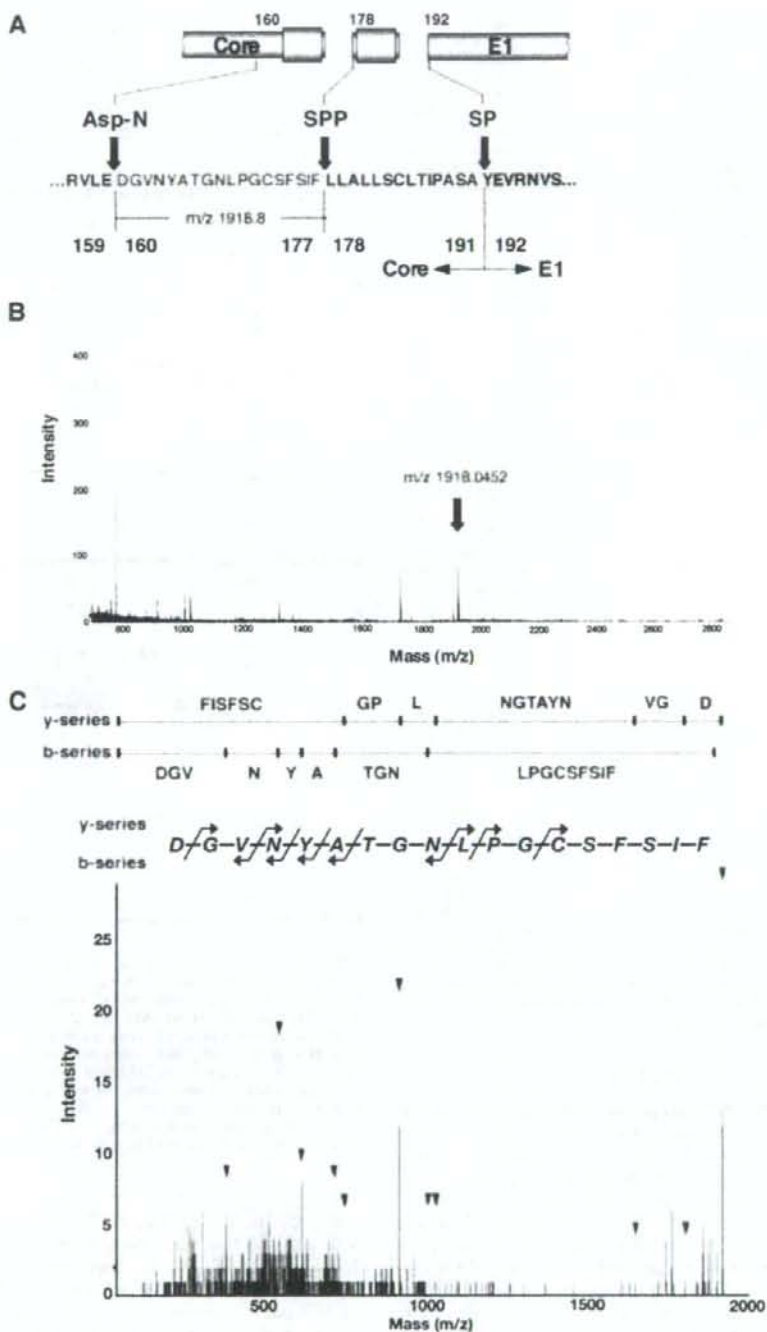 A
160 178 192
Core E1
Asp-N SPP SP
...RVLE DGVNYATGNLPGCSFSIF LLALLSCLTIPASA YEVRNVS...
m/z 1918.8
159 160 177 178 191 192
Core E1
B
400
300
200
100
0
Intensity
m/z 1918.0452
800 1000 1200 1400 1600 1800 2000 2200 2400 2600 2800
Mass (m/z)
C
FISFSC GP L NGTAYN VG D
y-series
b-series
DGV N Y A TGN LPGCSFSIF
y-series
D G V N Y A T G N L P G C S F S I F
b-series
25
20
15
10
5
0
Intensity
500 1000 1500 2000
Mass (m/z)